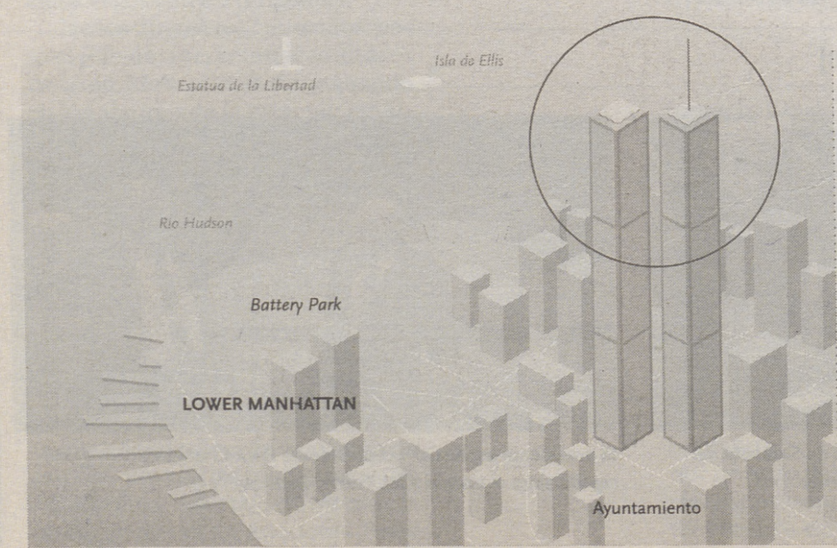 Isla de Ellis
Estatua de la Libertad
Río Hudson
Battery Park
LOWER MANHATTAN
Ayuntamiento